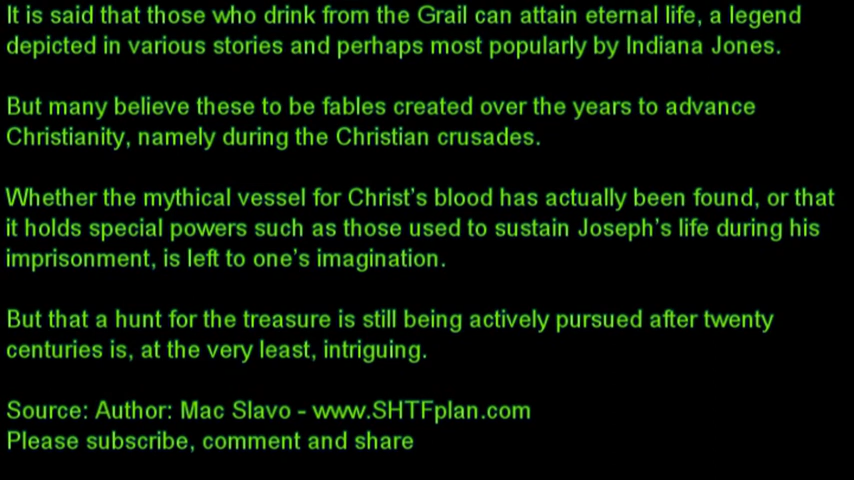 It is said that those who drink from the Grail can attain eternal life, a legend
depicted in various stories and perhaps most popularly by Indiana Jones.
But many believe these to be fables created over the years to advance
Christianity, namely during the Christian crusades.
Whether the mythical vessel for Christ's blood has actually been found, or that
it holds special powers such as those used to sustain Joseph's life during his
imprisonment, is left to one's imagination.
But that a hunt for the treasure is still being actively pursued after twenty
centuries is, at the very least, intriguing.
Source: Author: Mac Slavo - www.SHTFplan.com
Please subscribe, comment and share